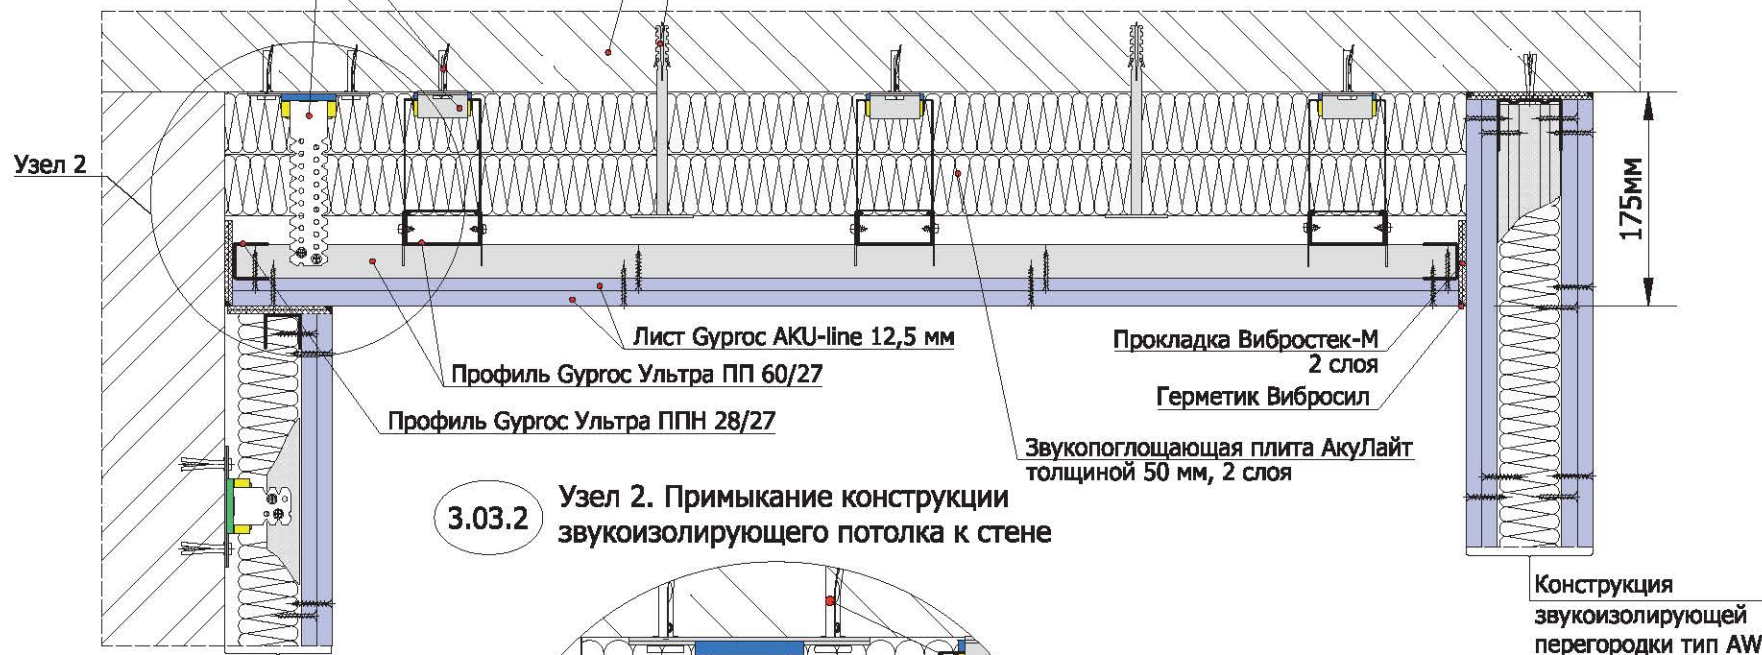 Узел 2
175мм
Лист Gyproc AKU-line 12,5 мм
Профиль Gyproc Ультра ПП 60/27
Профиль Gyproc Ультра ППН 28/27
Прокладка Вибростек-М
2 слоя
Герметик Вибросил
Звукопоглощающая плита АкуЛайт
толщиной 50 мм, 2 слоя
3.03.2
Узел 2. Примыкание конструкции
звукоизолирующего потолка к стене
Конструкция
звукоизолирующей
перегородки тип AW